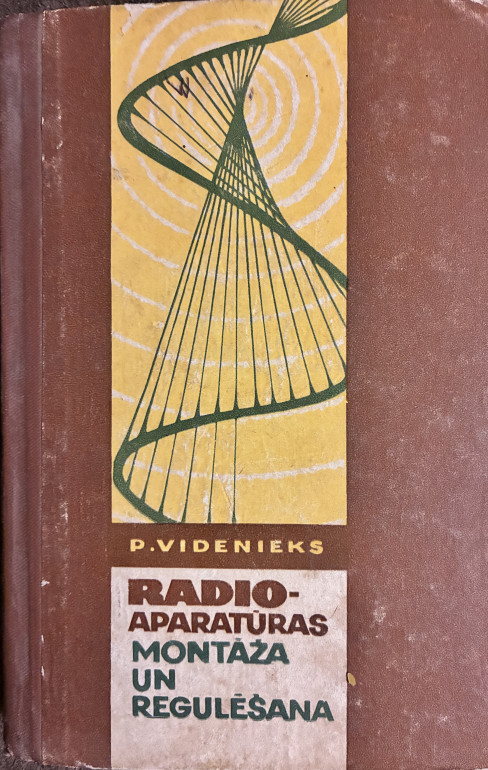 P.VIDENIEKS
RADIO-
APARATŪRAS
MONTĀŽA
UN
REGULĒŠANA